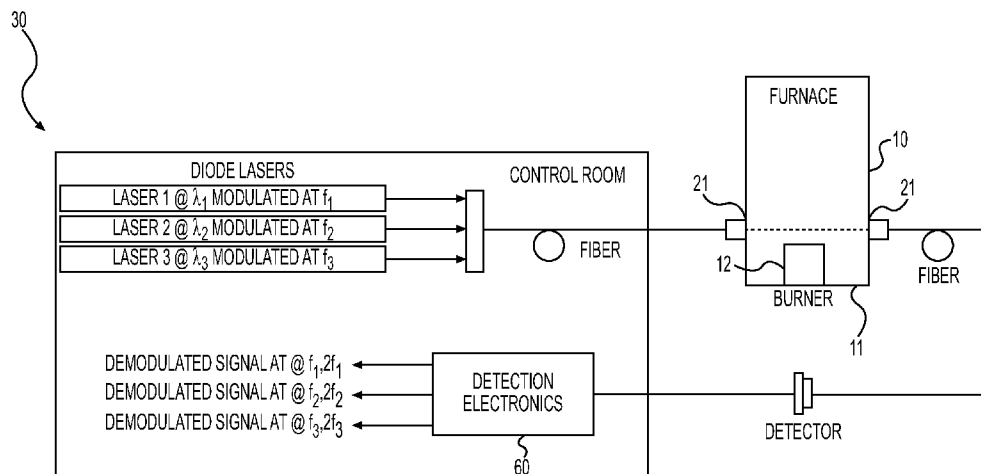 30
FURNACE
10
DIODE LASERS
CONTROL ROOM
LASER 1 @ λ1 MODULATED AT f1
LASER 2 @ λ2 MODULATED AT f2
LASER 3 @ λ3 MODULATED AT f3
FIBER
21
21
12
BURNER
FIBER
11
DEMODULATED SIGNAL AT @ f1,2f1
DEMODULATED SIGNAL AT @ f2,2f2
DEMODULATED SIGNAL AT @ f3,2f3
DETECTION
ELECTRONICS
DETECTOR
60